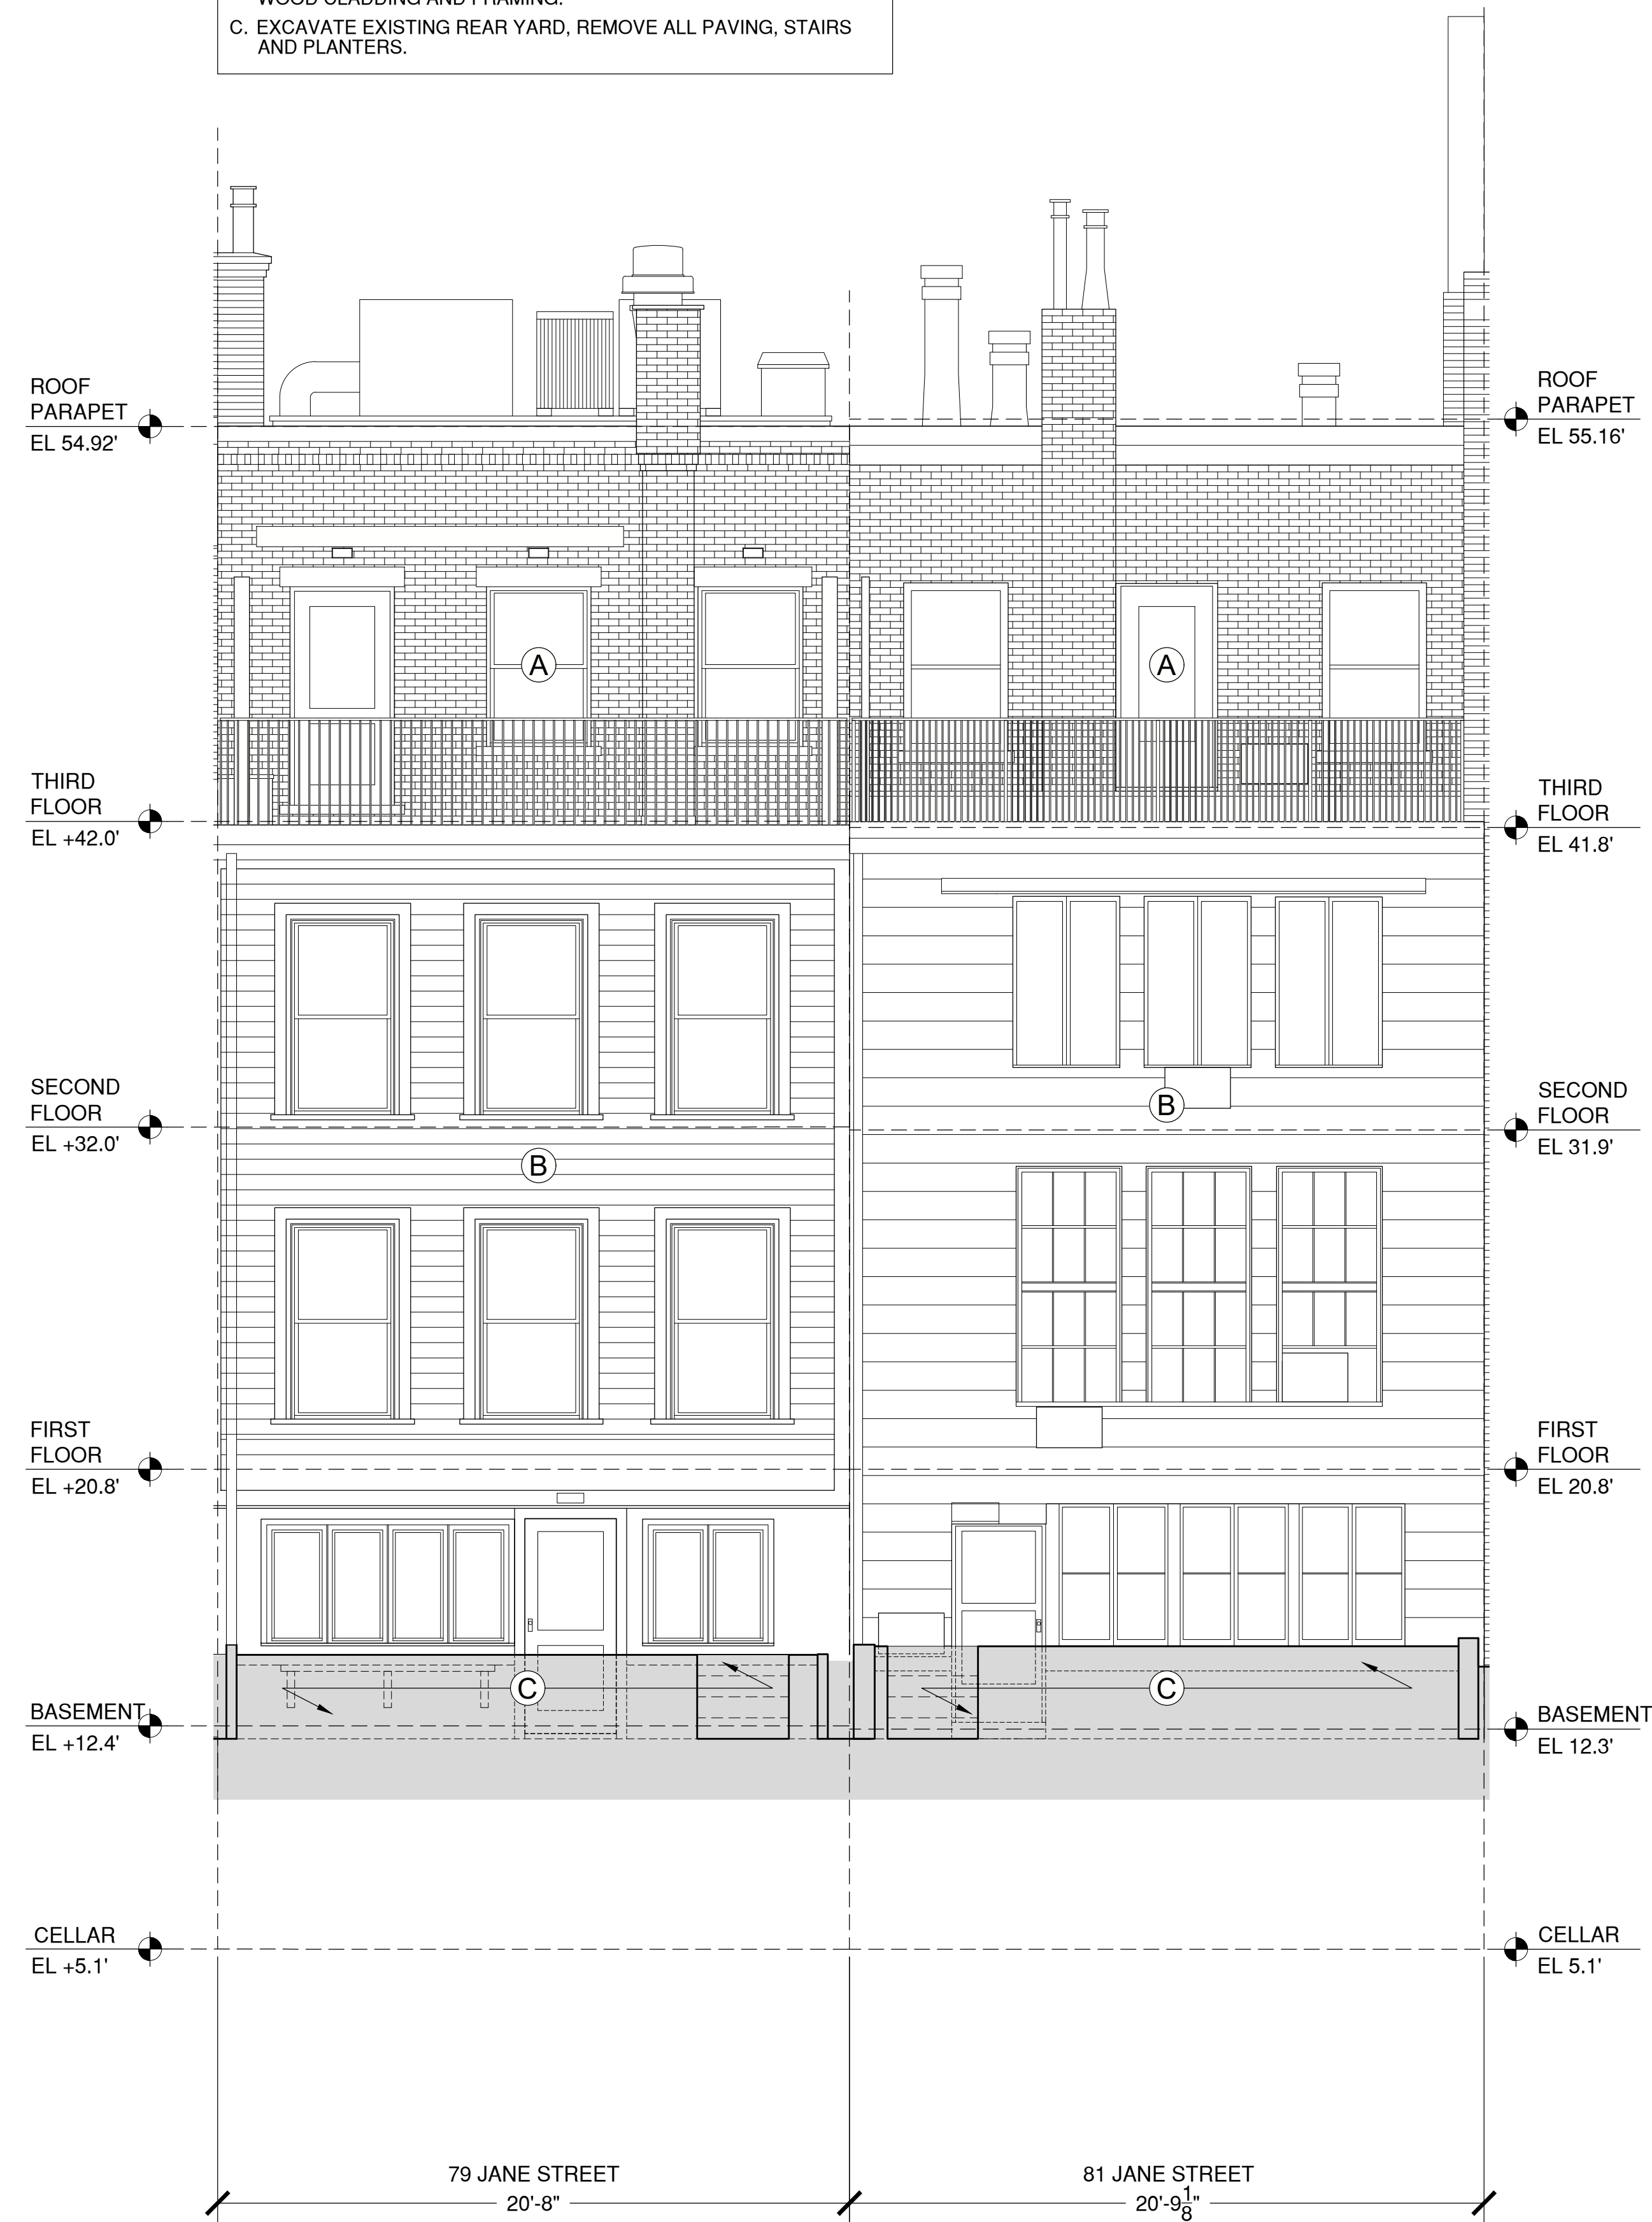 WOOD CLADDING AND FRAMING.
C. EXCAVATE EXISTING REAR YARD, REMOVE ALL PAVING, STAIRS
AND PLANTERS.
ROOF
PARAPET
EL 54.92'
ROOF
PARAPET
EL 55.16'
A
A
THIRD
FLOOR
EL +42.0'
THIRD
FLOOR
EL 41.8'
SECOND
FLOOR
EL +32.0'
B
B
SECOND
FLOOR
EL 31.9'
FIRST
FLOOR
EL +20.8'
FIRST
FLOOR
EL 20.8'
C
C
BASEMENT
EL +12.4'
BASEMENT
EL 12.3'
CELLAR
EL +5.1'
CELLAR
EL 5.1'
79 JANE STREET
20'-8"
81 JANE STREET
20'-9 1/8"